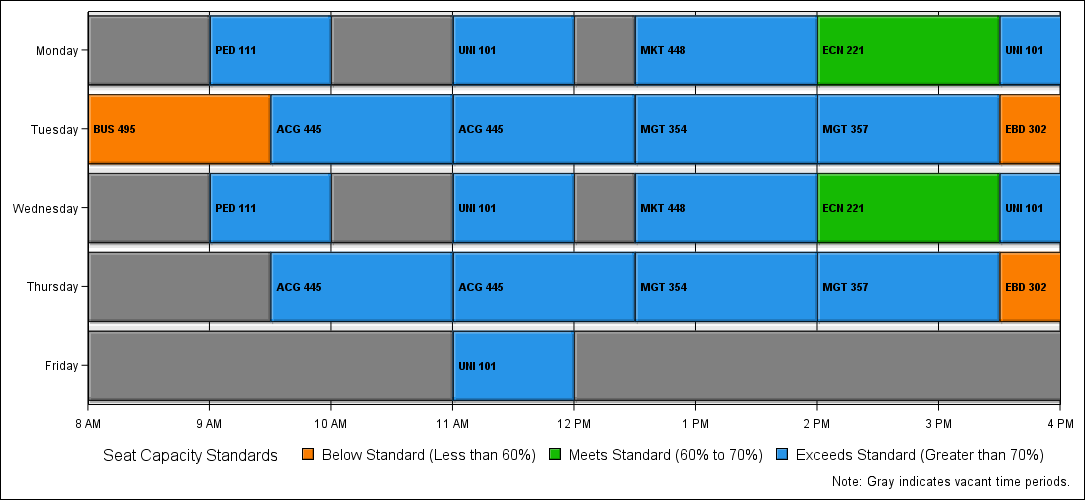 Monday PED 111 UNI 101 MKT 448 ECN 221 UNI 101
Tuesday BUS 495 ACG 445 ACG 445 MGT 354 MGT 357 EBD 302
Wednesday PED 111 UNI 101 MKT 448 ECN 221 UNI 101
Thursday ACG 445 ACG 445 MGT 354 MGT 357 EBD 302
Friday UNI 101
8 AM 9 AM 10 AM 11 AM 12 PM 1 PM 2 PM 3 PM 4 PM
Seat Capacity Standards Below Standard (Less than 60%) Meets Standard (60% to 70%) Exceeds Standard (Greater than 70%)
Note: Gray indicates vacant time periods.